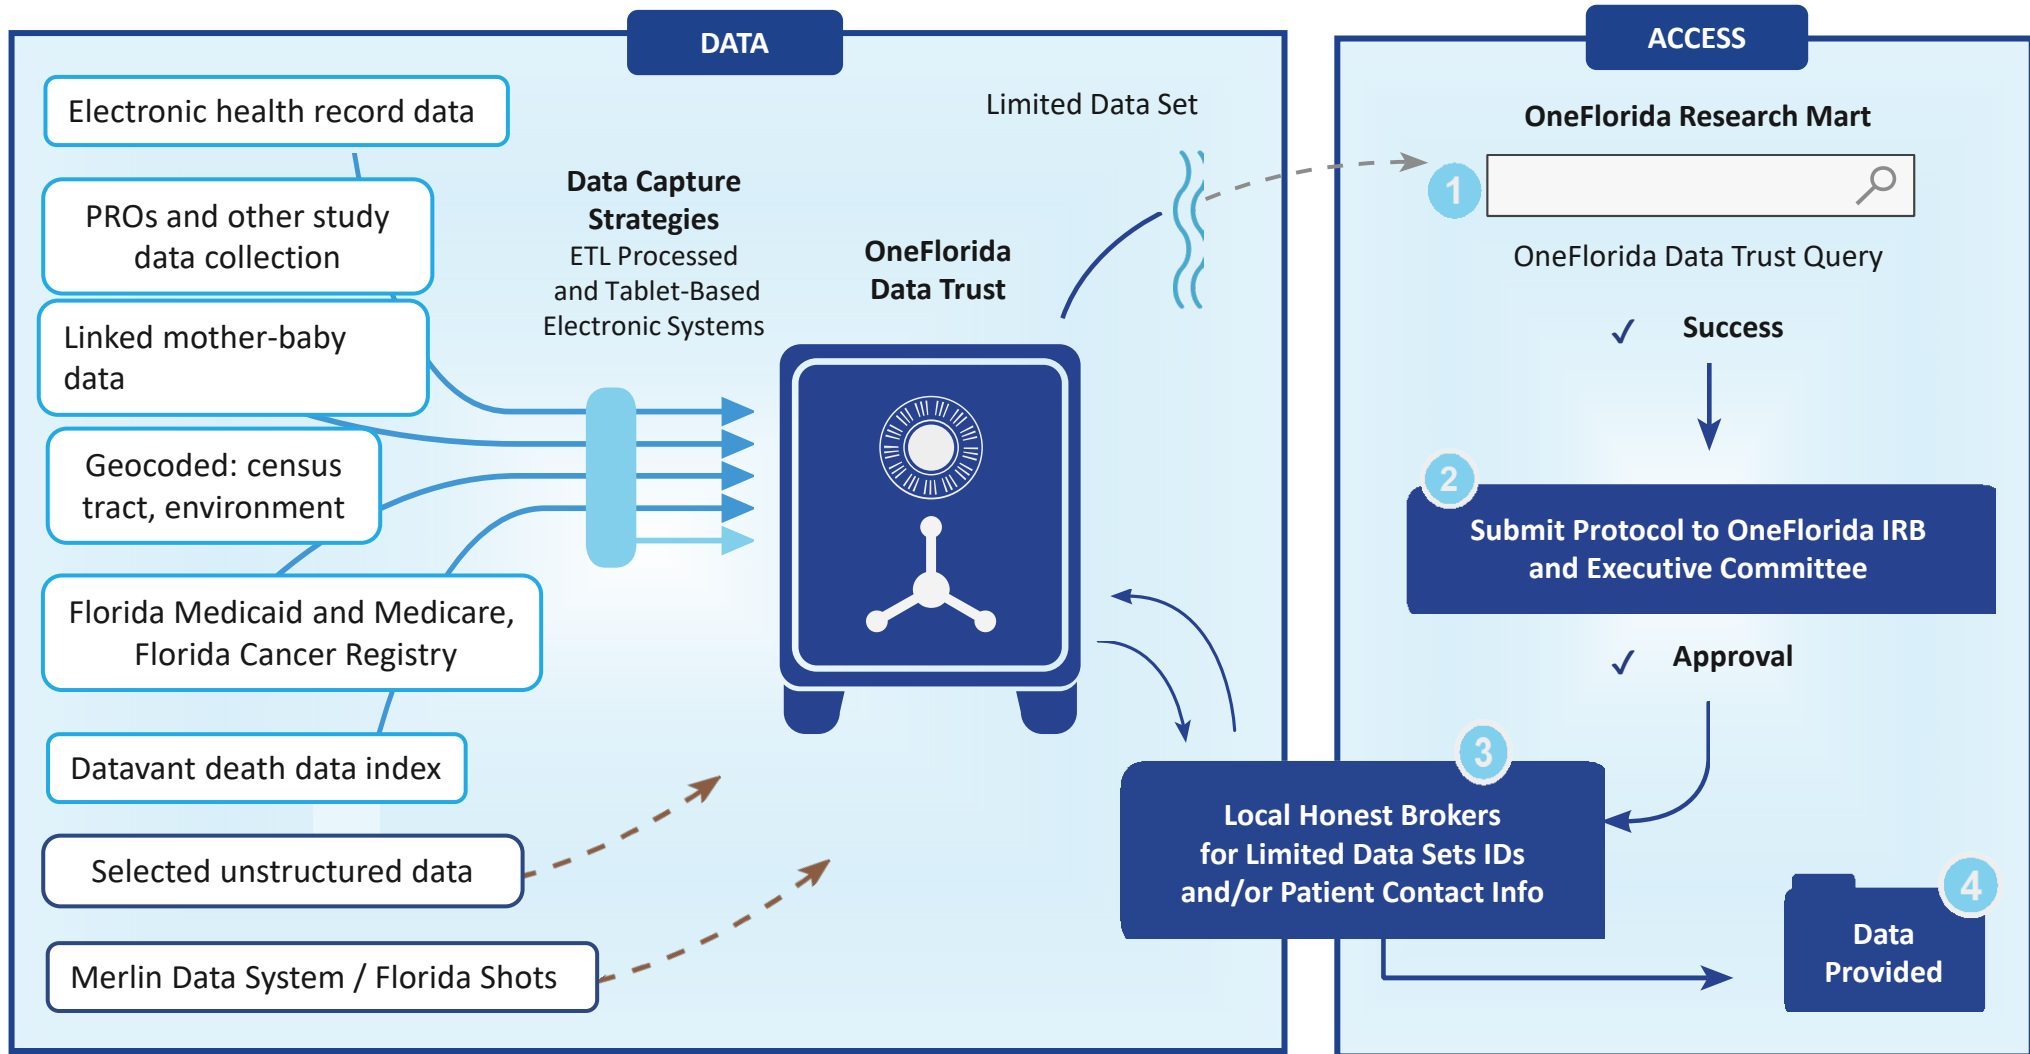 DATA
Electronic health record data
PROs and other study
data collection
Linked mother-baby
data
Geocoded: census
tract, environment
Florida Medicaid and Medicare,
Florida Cancer Registry
Datavant death data index
Selected unstructured data
Merlin Data System / Florida Shots
Data Capture
Strategies
ETL Processed
and Tablet-Based
Electronic Systems
OneFlorida
Data Trust
Limited Data Set
ACCESS
OneFlorida Research Mart
1
OneFlorida Data Trust Query
✓ Success
2
Submit Protocol to OneFlorida IRB
and Executive Committee
✓ Approval
3
Local Honest Brokers
for Limited Data Sets IDs
and/or Patient Contact Info
4
Data
Provided